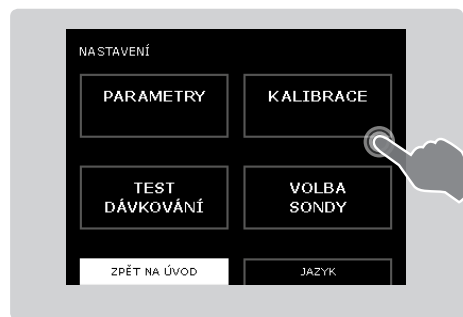 NASTAVENÍ
PARAMETRY
KALIBRACE
TEST
DÁVKOVÁNÍ
VOLBA
SONDY
ZPĚT NA ÚVOD
JAZYK